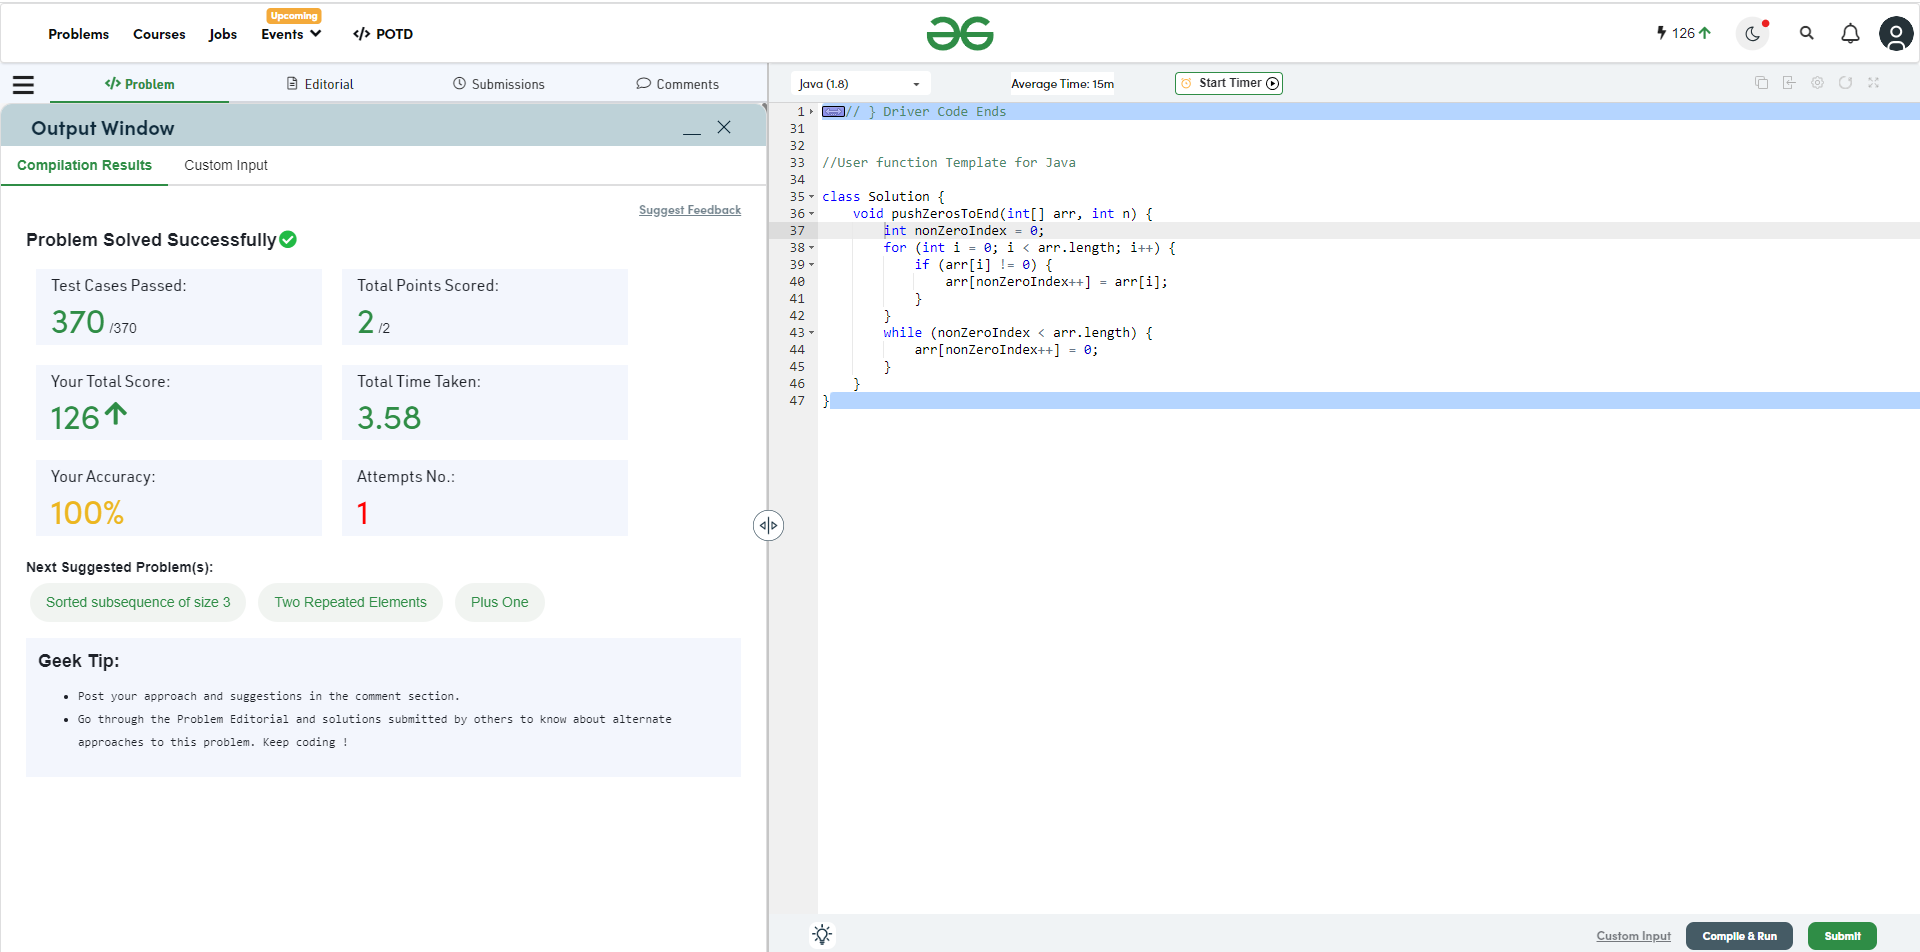 Upcoming
Problems Courses Jobs Events </> POTD
126
</> Problem Editorial Submissions Comments
Output Window
Compilation Results Custom Input
Suggest Feedback
Problem Solved Successfully
Test Cases Passed: Total Points Scored:
370 /370 2 /2
Your Total Score: Total Time Taken:
126 3.58
Your Accuracy: Attempts No.:
100% 1
Next Suggested Problem(s):
Sorted subsequence of size 3 Two Repeated Elements Plus One
Geek Tip:
• Post your approach and suggestions in the comment section.
• Go through the Problem Editorial and solutions submitted by others to know about alternate
approaches to this problem. Keep coding !
Java (1.8) Average Time: 15m Start Timer
1 // } Driver Code Ends
31
32
33 //User function Template for Java
34
35 class Solution {
36 void pushZerosToEnd(int[] arr, int n) {
37 int nonZeroIndex = 0;
38 for (int i = 0; i < arr.length; i++) {
39 if (arr[i] != 0) {
40 arr[nonZeroIndex++] = arr[i];
41 }
42 }
43 while (nonZeroIndex < arr.length) {
44 arr[nonZeroIndex++] = 0;
45 }
46 }
47 }
Custom Input Compile & Run Submit